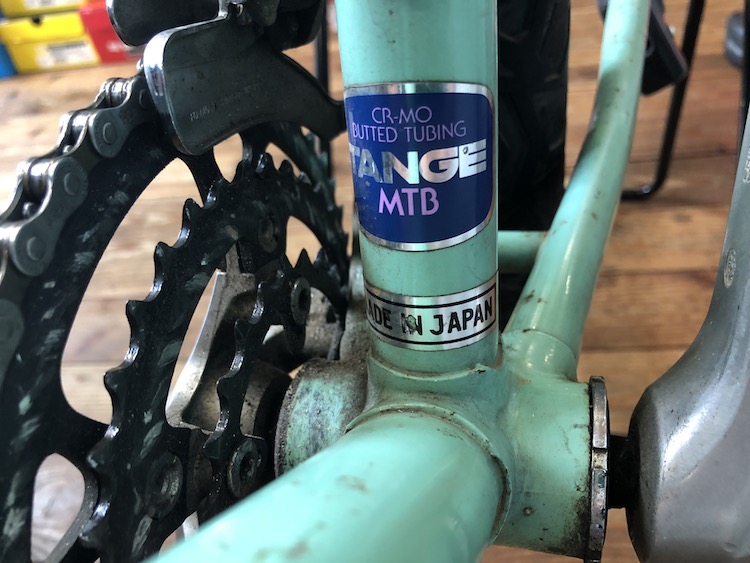 CR-MO
BUTTED TUBING
TANGE
MTB
MADE IN JAPAN